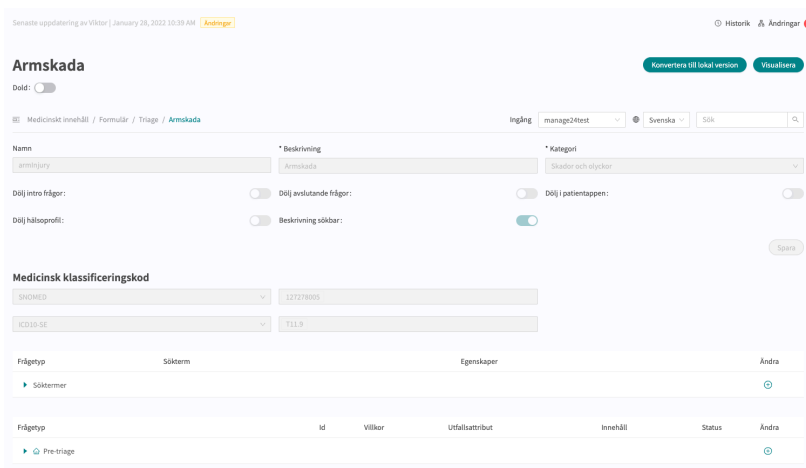 Senaste uppdatering av Viktor | January 28, 2022 10:39 AM Ändringar
Historik Ändringar
Armskada
Konvertera till lokal version Visualisera
Dold:
Medicinskt innehåll / Formulär / Triage / Armskada
Ingång manage24test Svenska Sök
Namn * Beskrivning * Kategori
arminjury Armskada Skador och olyckor
Dölj intro frågor: Dölj avslutande frågor: Dölj i patientappen:
Dölj hälsoprofil: Beskrivning sökbar:
Spara
Medicinsk klassificeringskod
SNOMED 127278005
ICD10-SE T11.9
Frågetyp Sökterm Egenskaper Ändra
Söktermer
Frågetyp Id Villkor Utfallsattribut Innehåll Status Ändra
Pre-triage